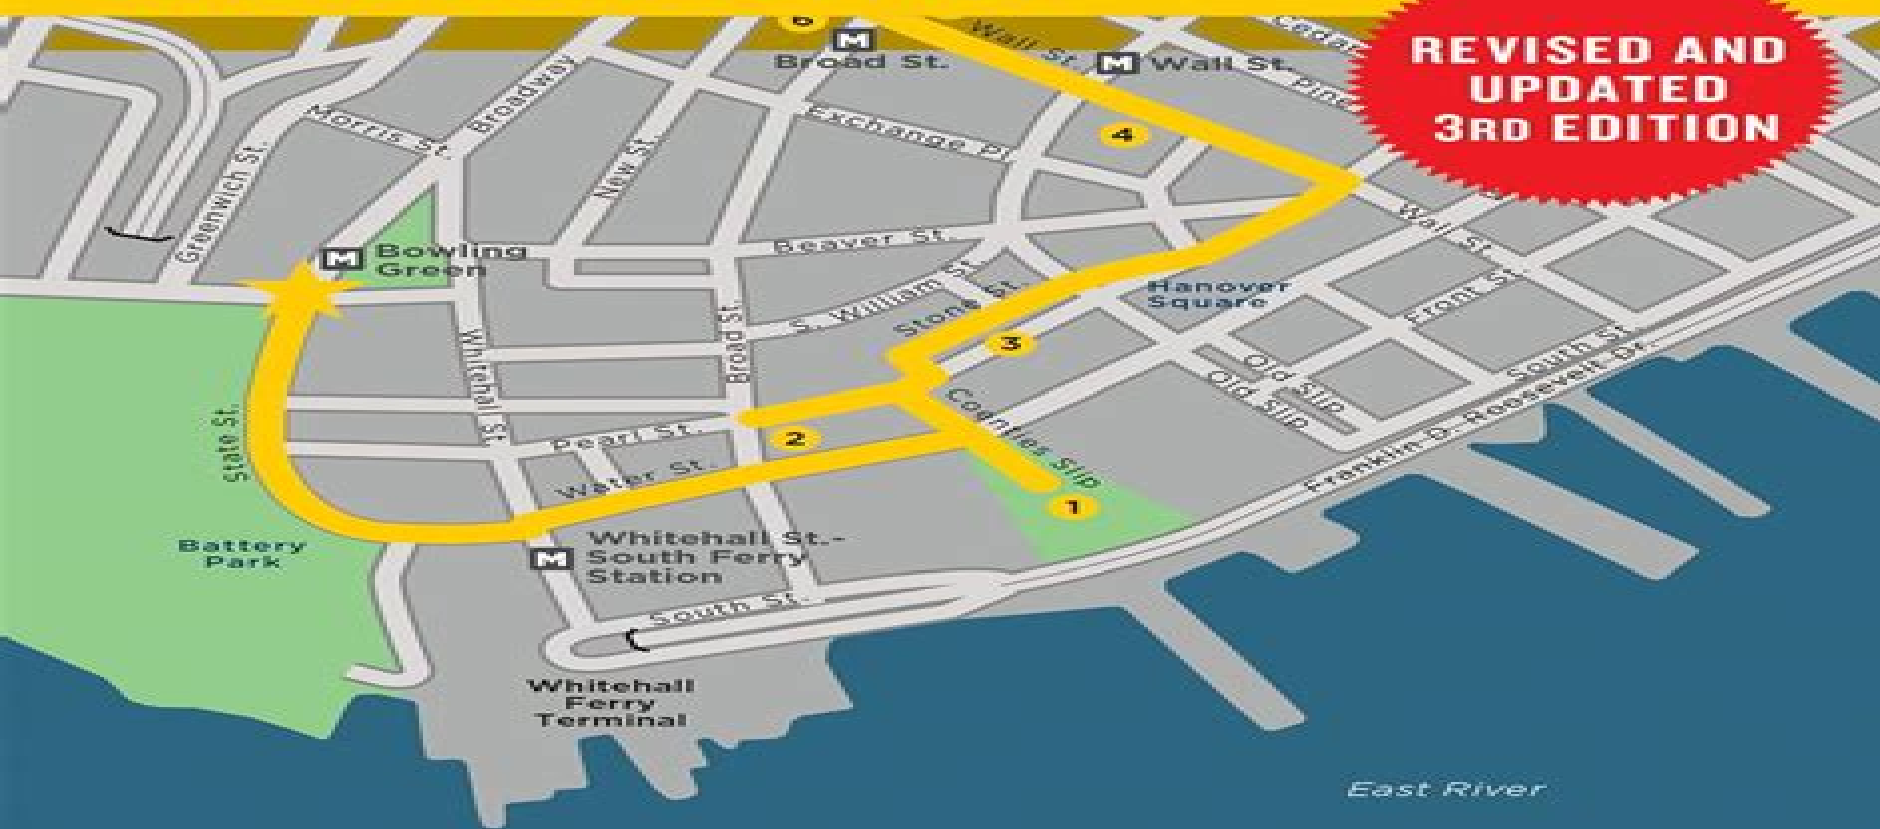 6
Wall St.
Cedar
REVISED AND
UPDATED
3RD EDITION
M
Broad St.
M Wall St.
Pine
Broadway
Morris St.
Exchange Pl
4
New St.
Greenwich St.
Wall St.
M Bowling
Green
Beaver St.
S. William St.
Stone St.
Hanover
Square
Front St.
Whitehall St.
Broad St.
3
South St.
Old Slip
Old Slip
Franklin D. Roosevelt Dr.
State St.
Pearl St.
2
Coenties Slip
Water St.
1
Battery
Park
M
Whitehall St.-
South Ferry
Station
South St.
Whitehall
Ferry
Terminal
East River